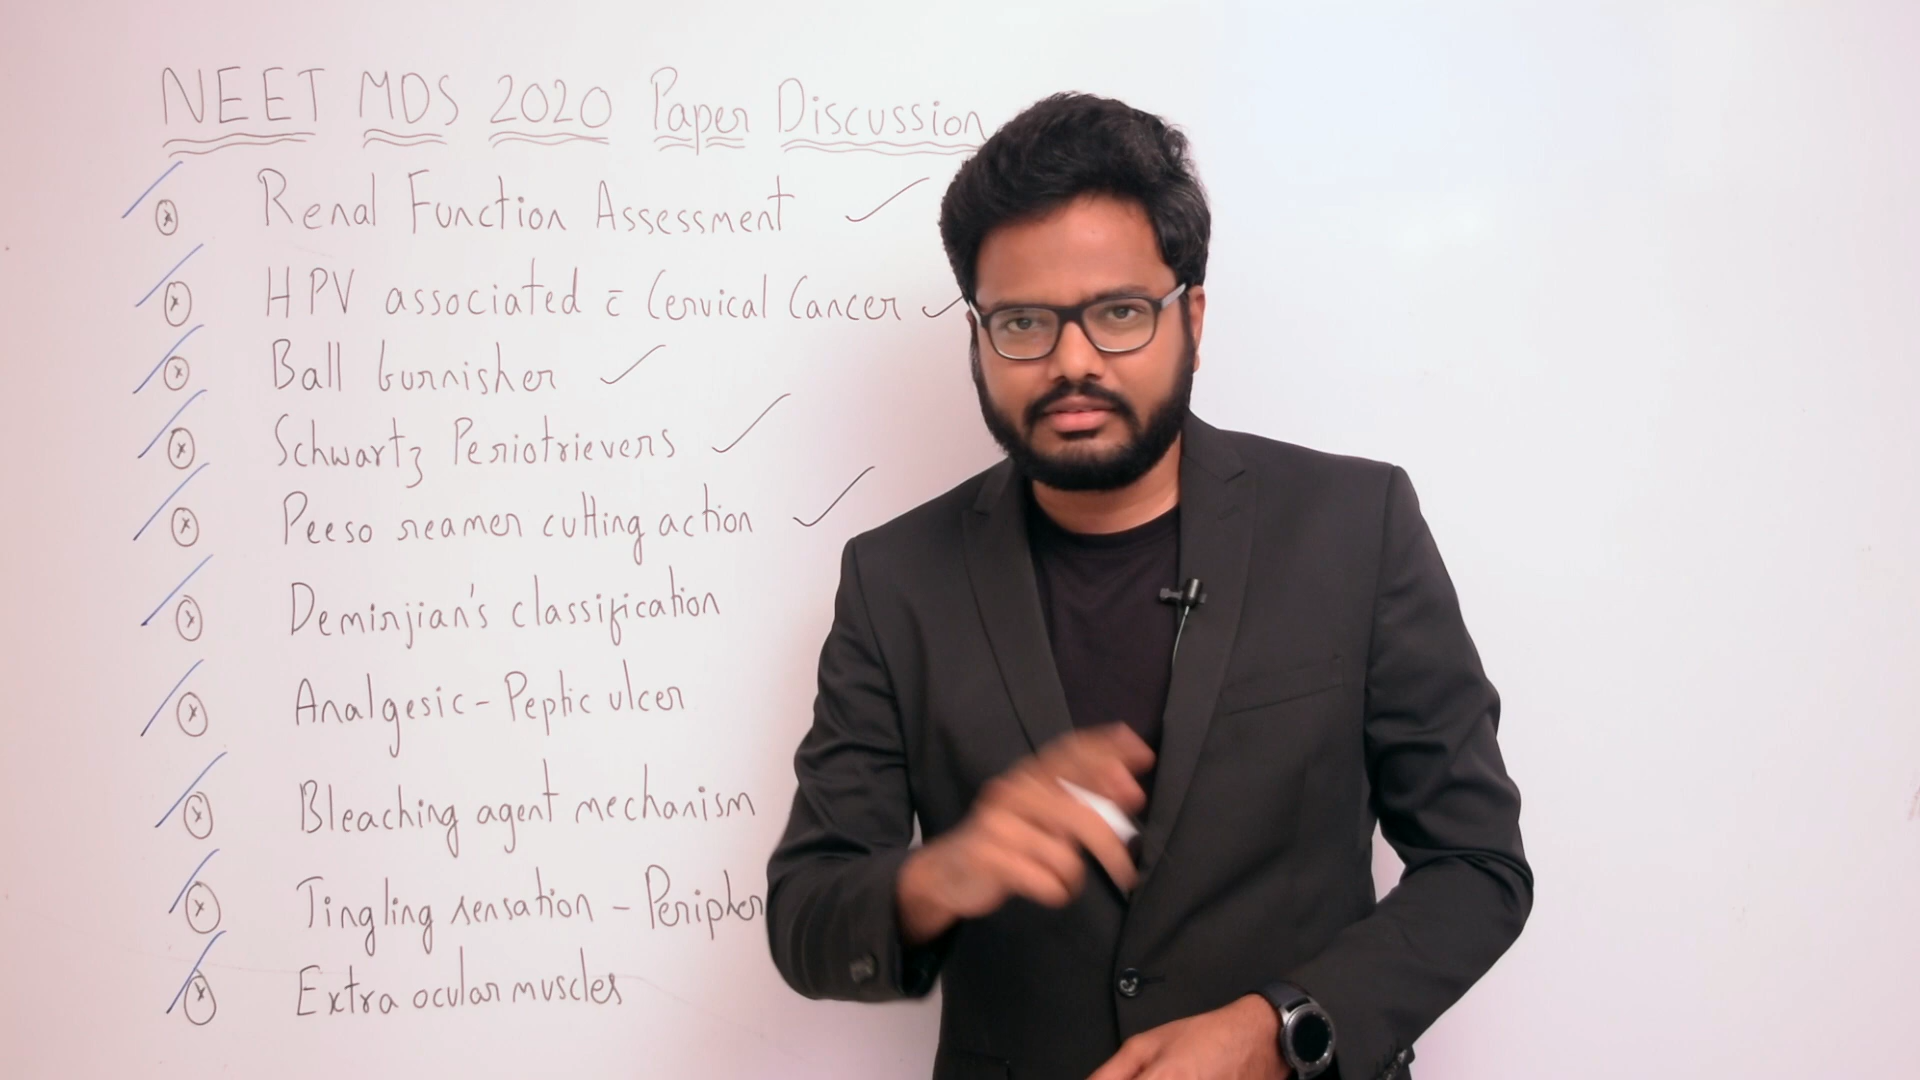 NEET MDS 2020 Paper Discussion
Renal Function Assessment
HPV associated c̄ Cervical Cancer
Ball burnisher
Schwartz Periotrievers
Peeso reamer cutting action
Demirjian's classification
Analgesic - Peptic ulcer
Bleaching agent mechanism
Tingling sensation - Peripher
Extra ocular muscles